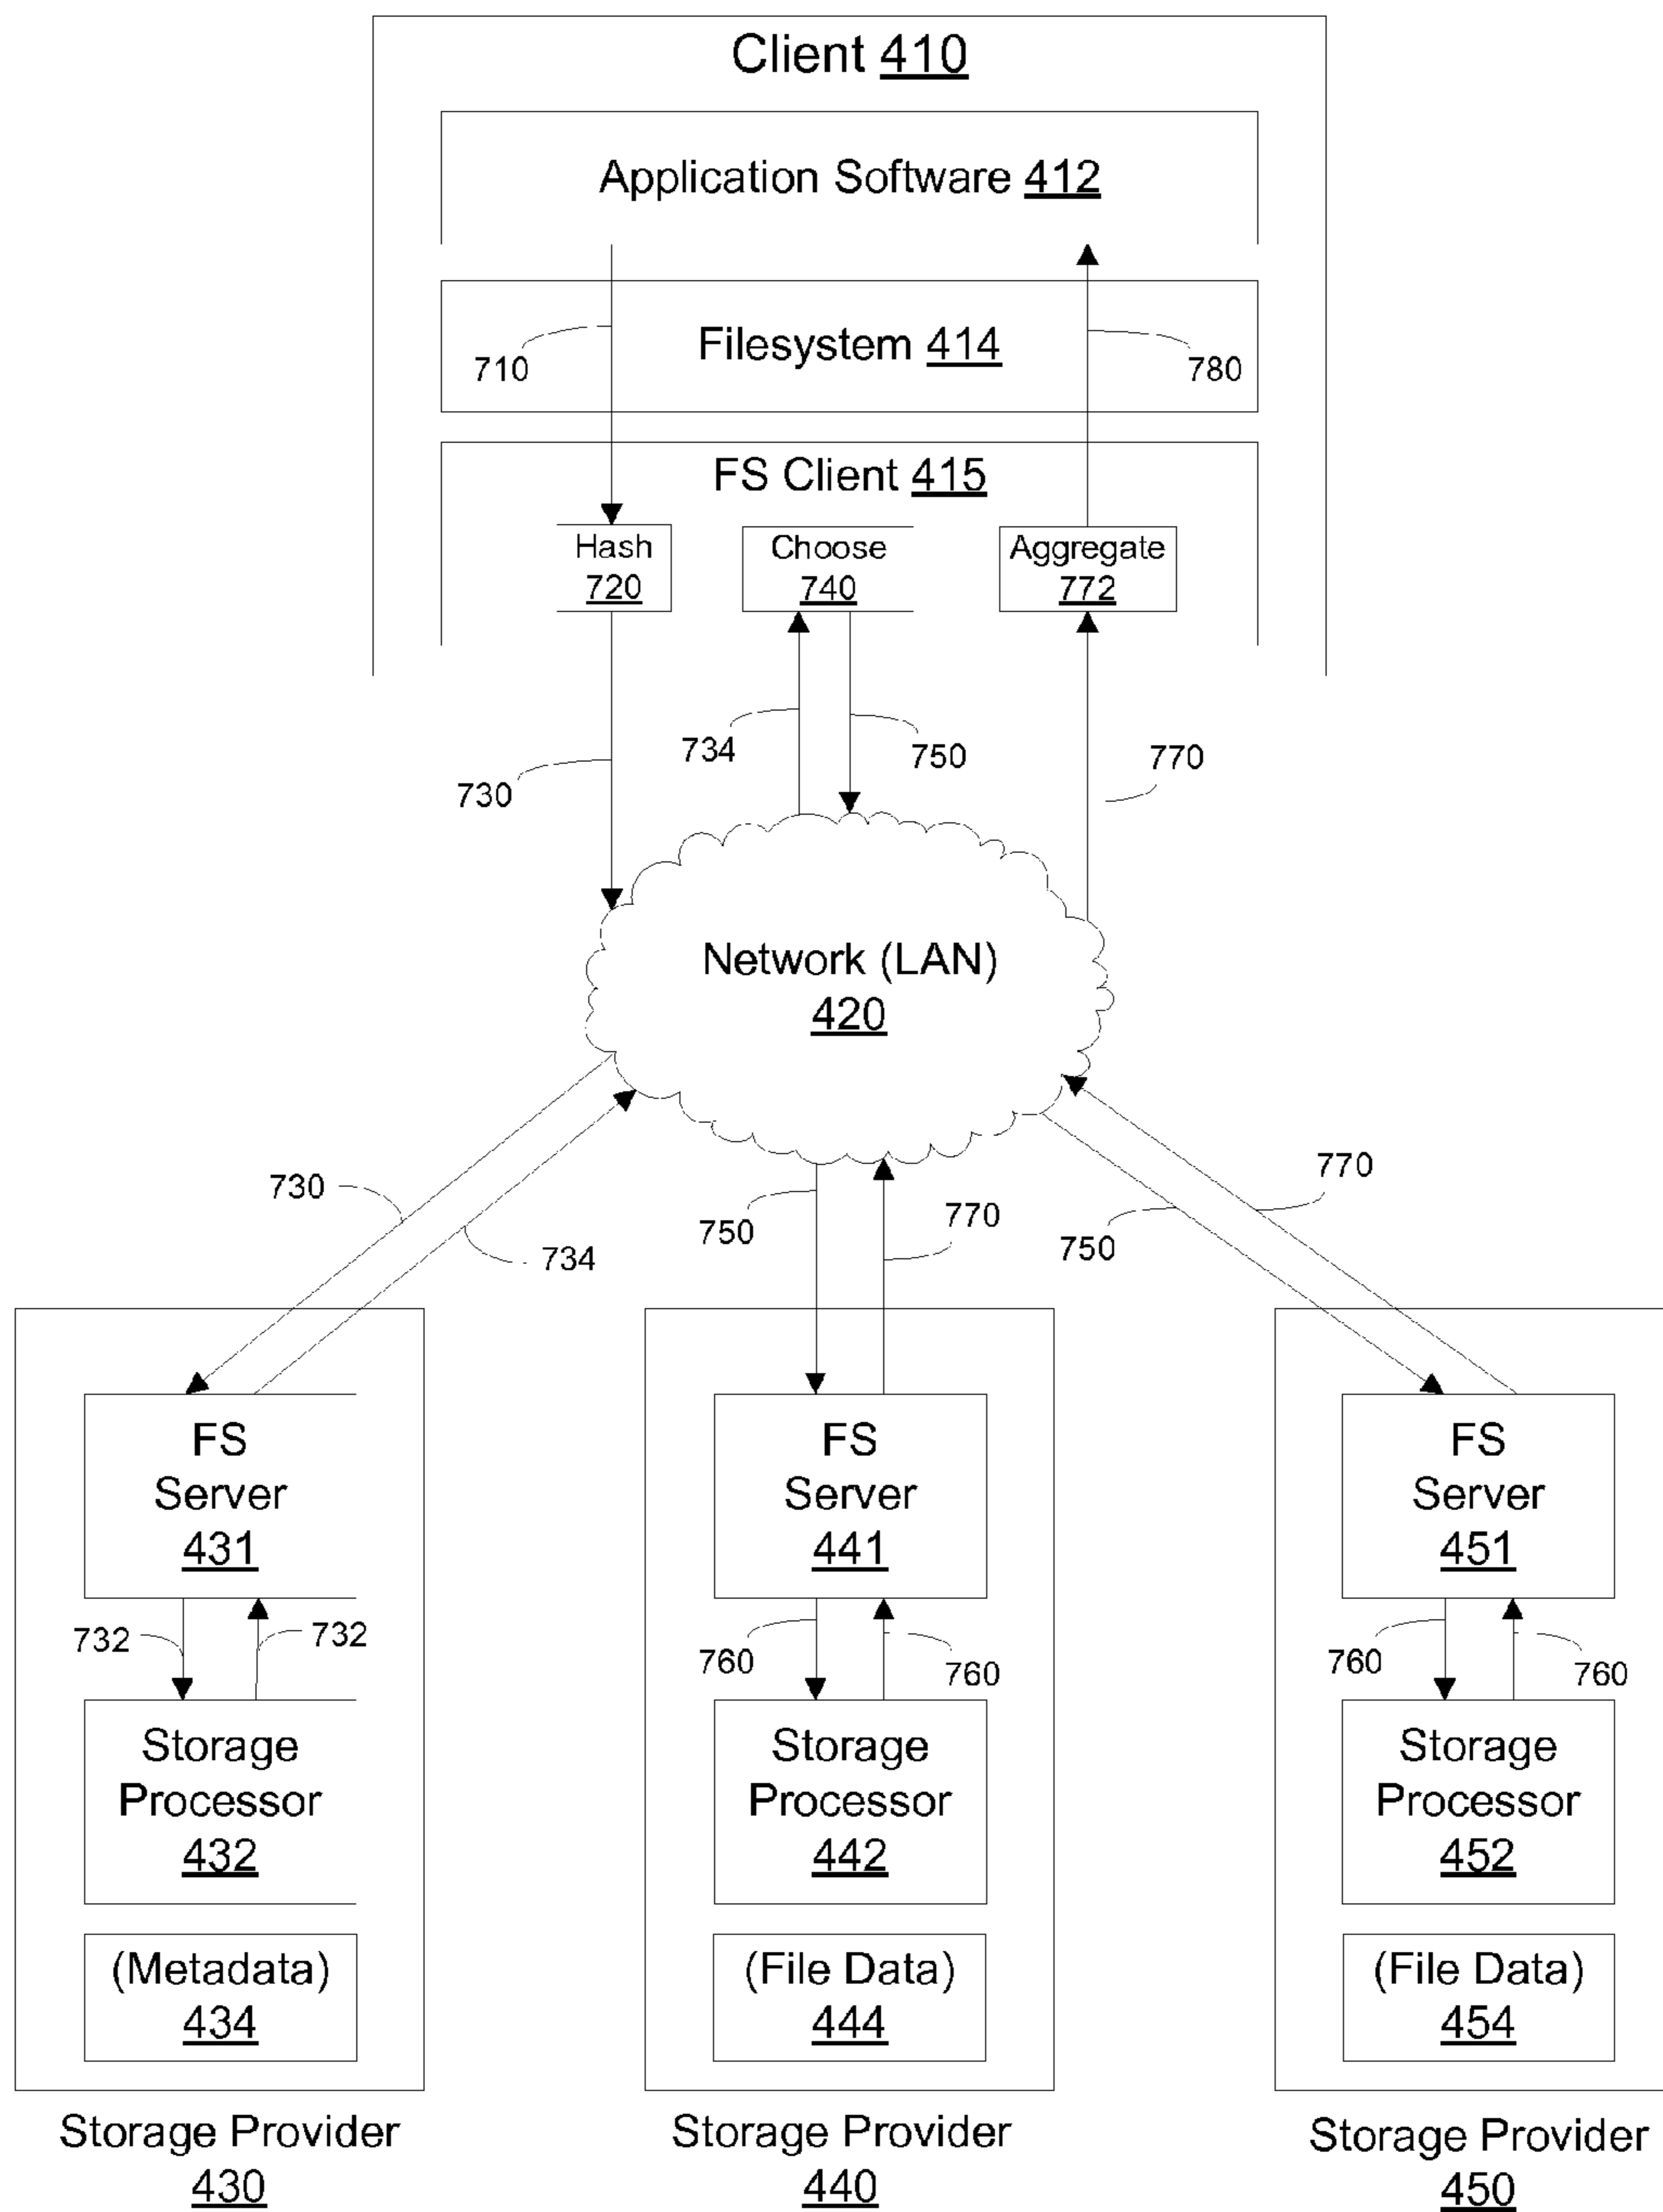 Client 410
Application Software 412
Filesystem 414
710
780
FS Client 415
Hash
720
Choose
740
Aggregate
772
734
750
770
730
Network (LAN)
420
730
734
750
770
750
770
FS
Server
431
FS
Server
441
FS
Server
451
732
732
760
760
760
760
Storage
Processor
432
Storage
Processor
442
Storage
Processor
452
(Metadata)
434
(File Data)
444
(File Data)
454
Storage Provider
430
Storage Provider
440
Storage Provider
450